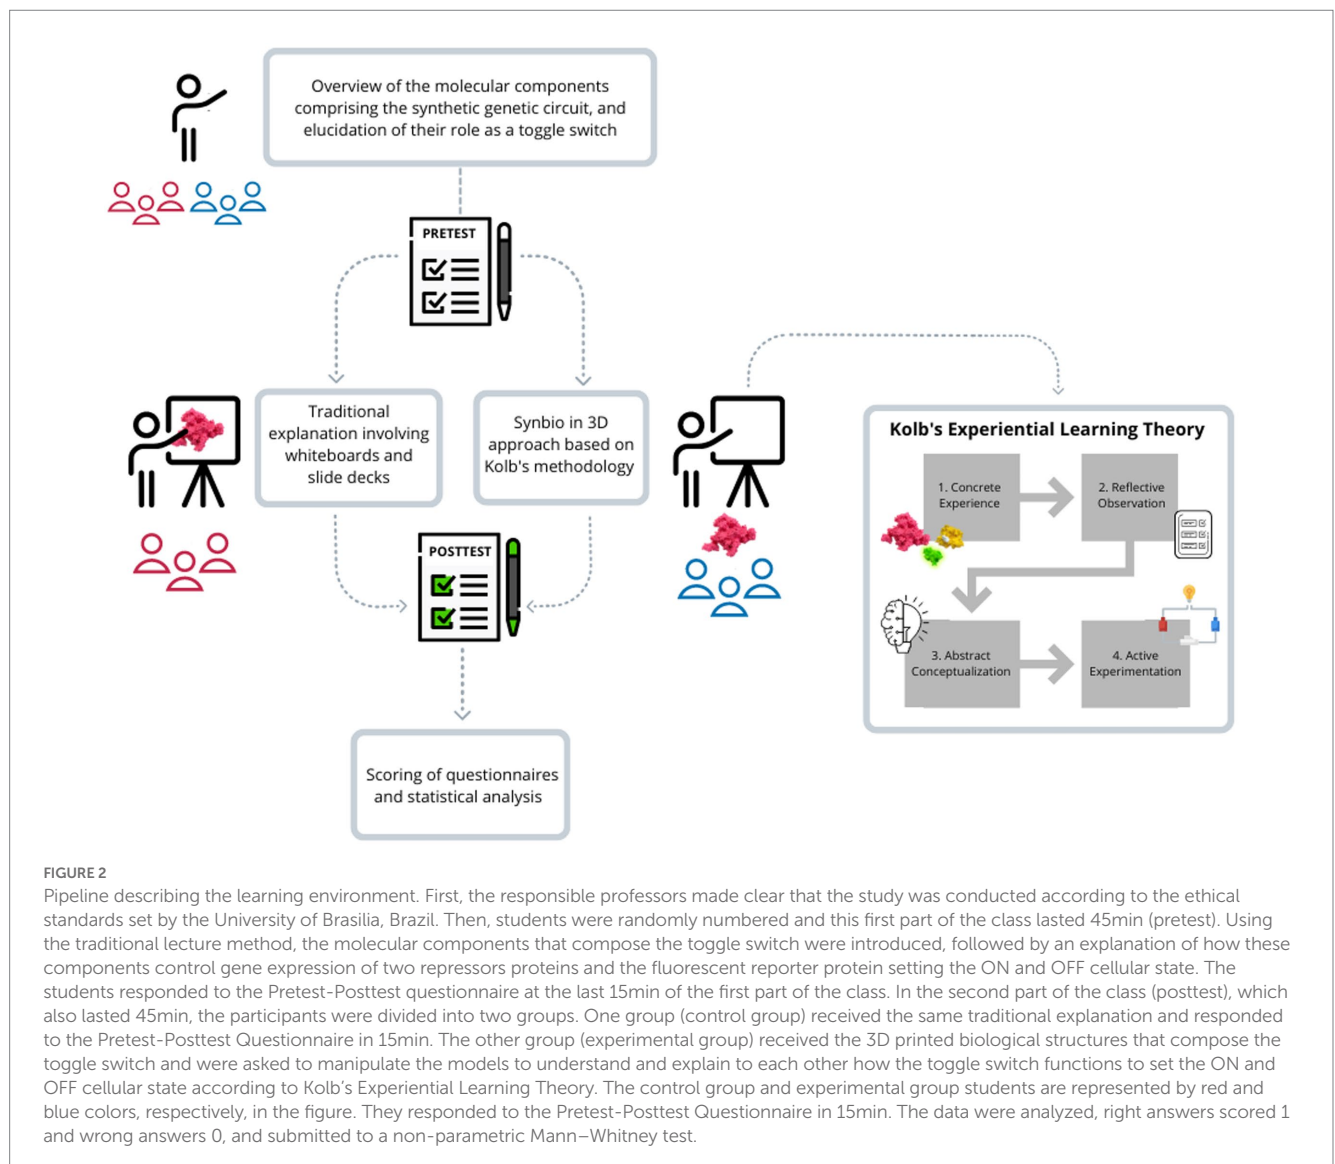 Overview of the molecular components
comprising the synthetic genetic circuit, and
elucidation of their role as a toggle switch
PRETEST
Traditional
explanation involving
whiteboards and
slide decks
Synbio in 3D
approach based on
Kolb's methodology
POSTTEST
Scoring of questionnaires
and statistical analysis
Kolb's Experiential Learning Theory
1. Concrete
Experience
2. Reflective
Observation
3. Abstract
Conceptualization
4. Active
Experimentation
FIGURE 2
Pipeline describing the learning environment. First, the responsible professors made clear that the study was conducted according to the ethical
standards set by the University of Brasilia, Brazil. Then, students were randomly numbered and this first part of the class lasted 45min (pretest). Using
the traditional lecture method, the molecular components that compose the toggle switch were introduced, followed by an explanation of how these
components control gene expression of two repressors proteins and the fluorescent reporter protein setting the ON and OFF cellular state. The
students responded to the Pretest-Posttest questionnaire at the last 15min of the first part of the class. In the second part of the class (posttest), which
also lasted 45min, the participants were divided into two groups. One group (control group) received the same traditional explanation and responded
to the Pretest-Posttest Questionnaire in 15min. The other group (experimental group) received the 3D printed biological structures that compose the
toggle switch and were asked to manipulate the models to understand and explain to each other how the toggle switch functions to set the ON and
OFF cellular state according to Kolb’s Experiential Learning Theory. The control group and experimental group students are represented by red and
blue colors, respectively, in the figure. They responded to the Pretest-Posttest Questionnaire in 15min. The data were analyzed, right answers scored 1
and wrong answers 0, and submitted to a non-parametric Mann–Whitney test.